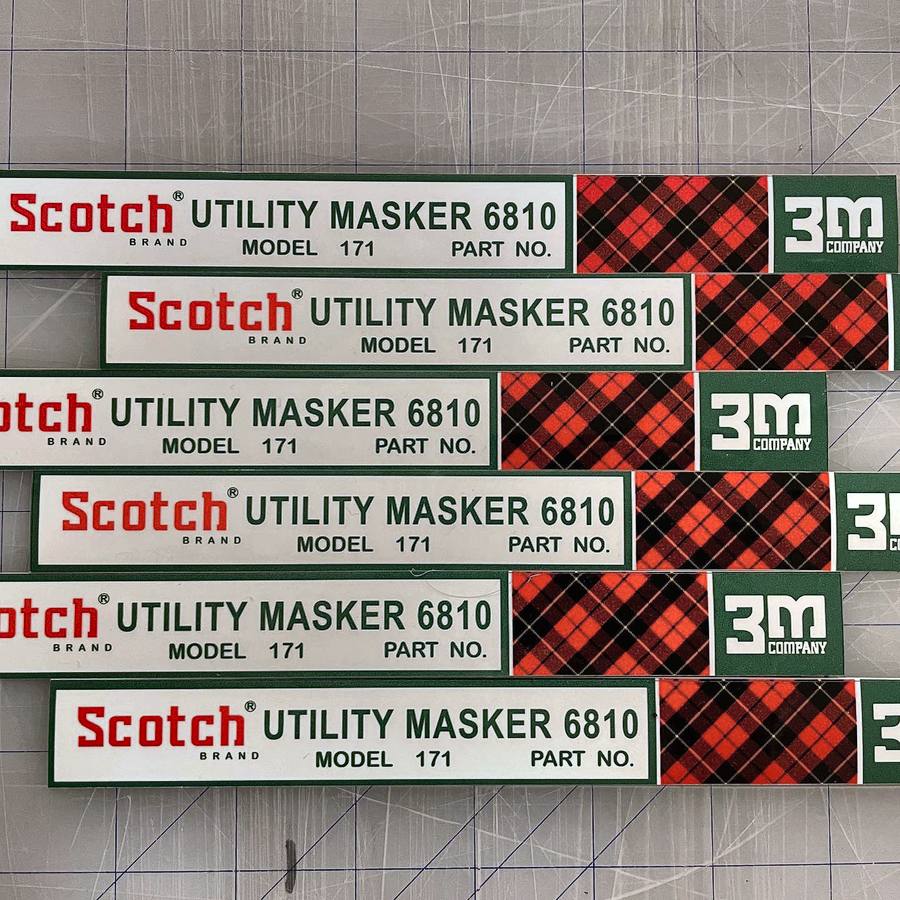 Scotch® UTILITY MASKER 6810 3M
BRAND MODEL 171 PART NO. COMPANY
Scotch® UTILITY MASKER 6810
BRAND MODEL 171 PART NO.
otch® UTILITY MASKER 6810 3M
BRAND MODEL 171 PART NO. COMPANY
Scotch® UTILITY MASKER 6810 3
BRAND MODEL 171 PART NO.
otch® UTILITY MASKER 6810 3M
BRAND MODEL 171 PART NO. COMPANY
Scotch® UTILITY MASKER 6810 3
BRAND MODEL 171 PART NO.